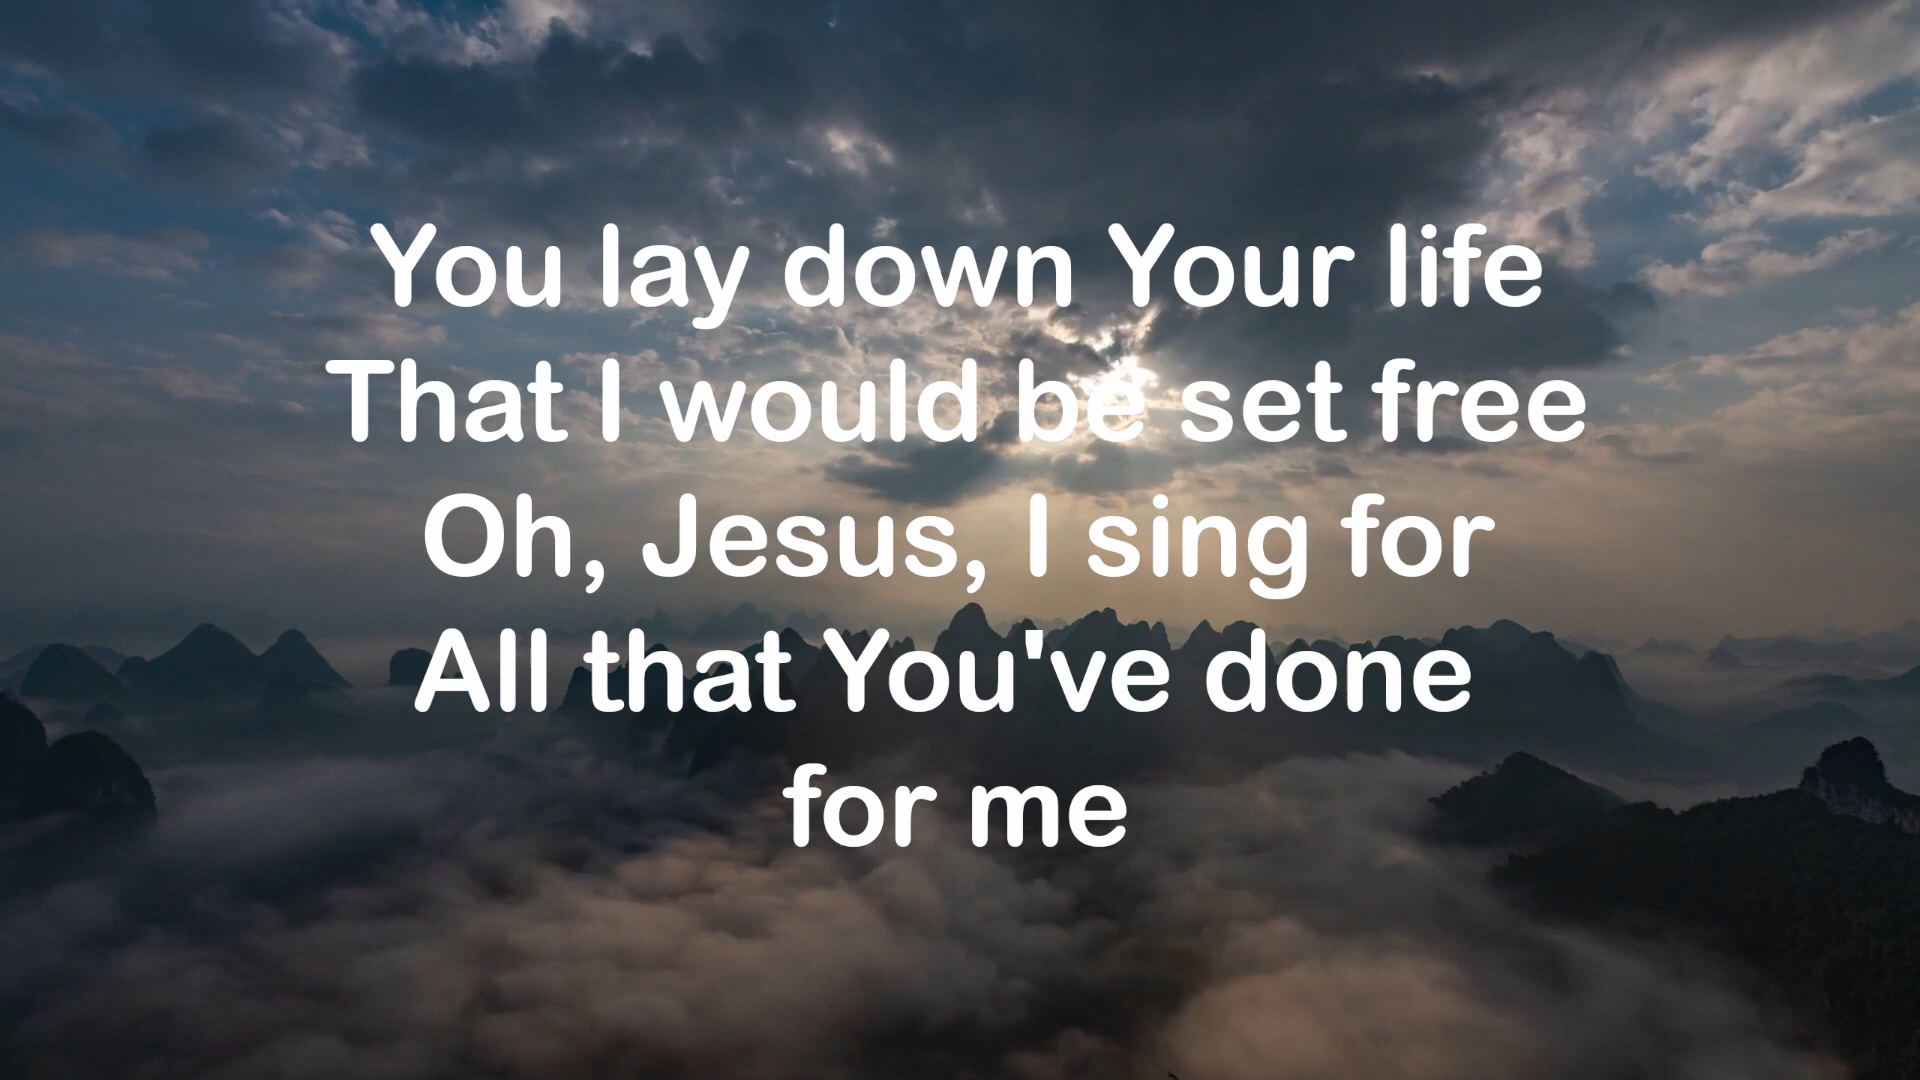 You lay down Your life
That I would be set free
Oh, Jesus, I sing for
All that You've done
for me